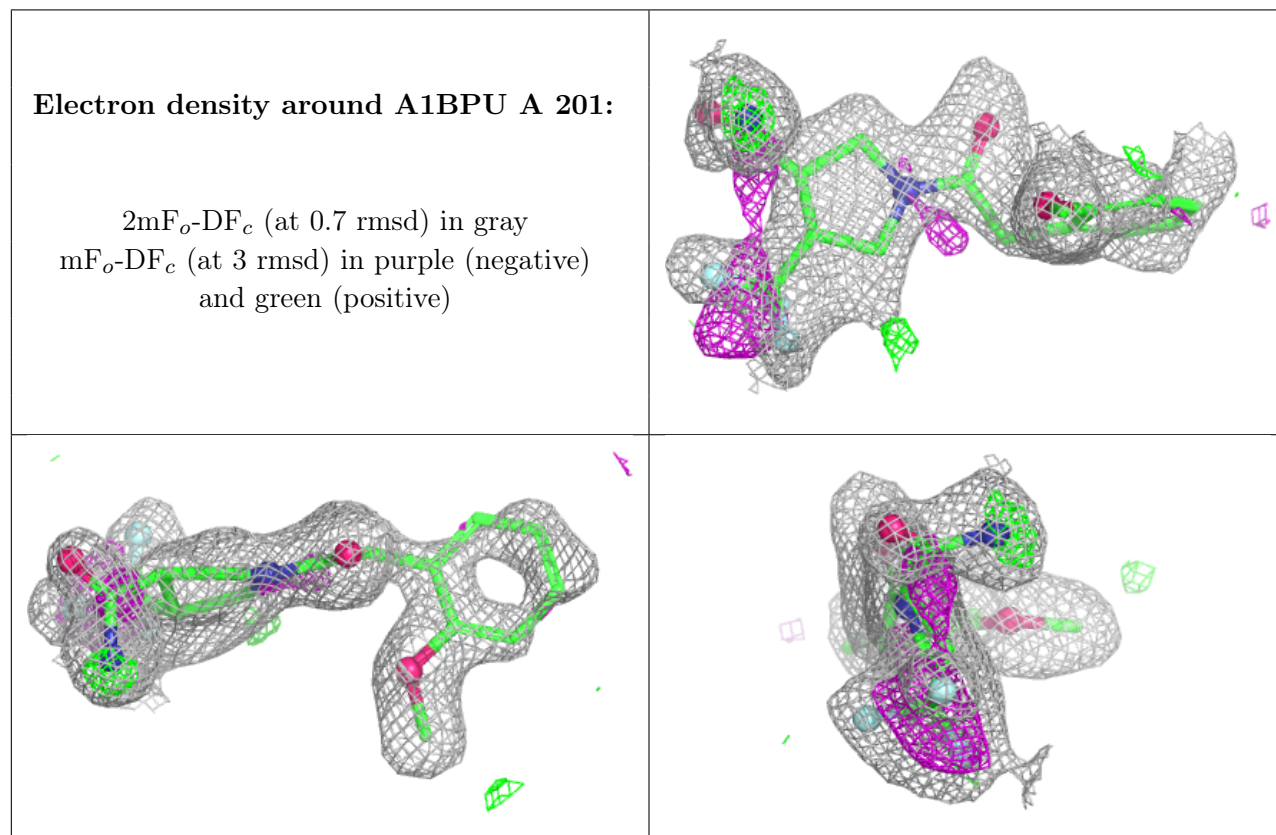 Electron density around A1BPU A 201:
2mFₒ-DF𝒸 (at 0.7 rmsd) in gray
mFₒ-DF𝒸 (at 3 rmsd) in purple (negative)
and green (positive)